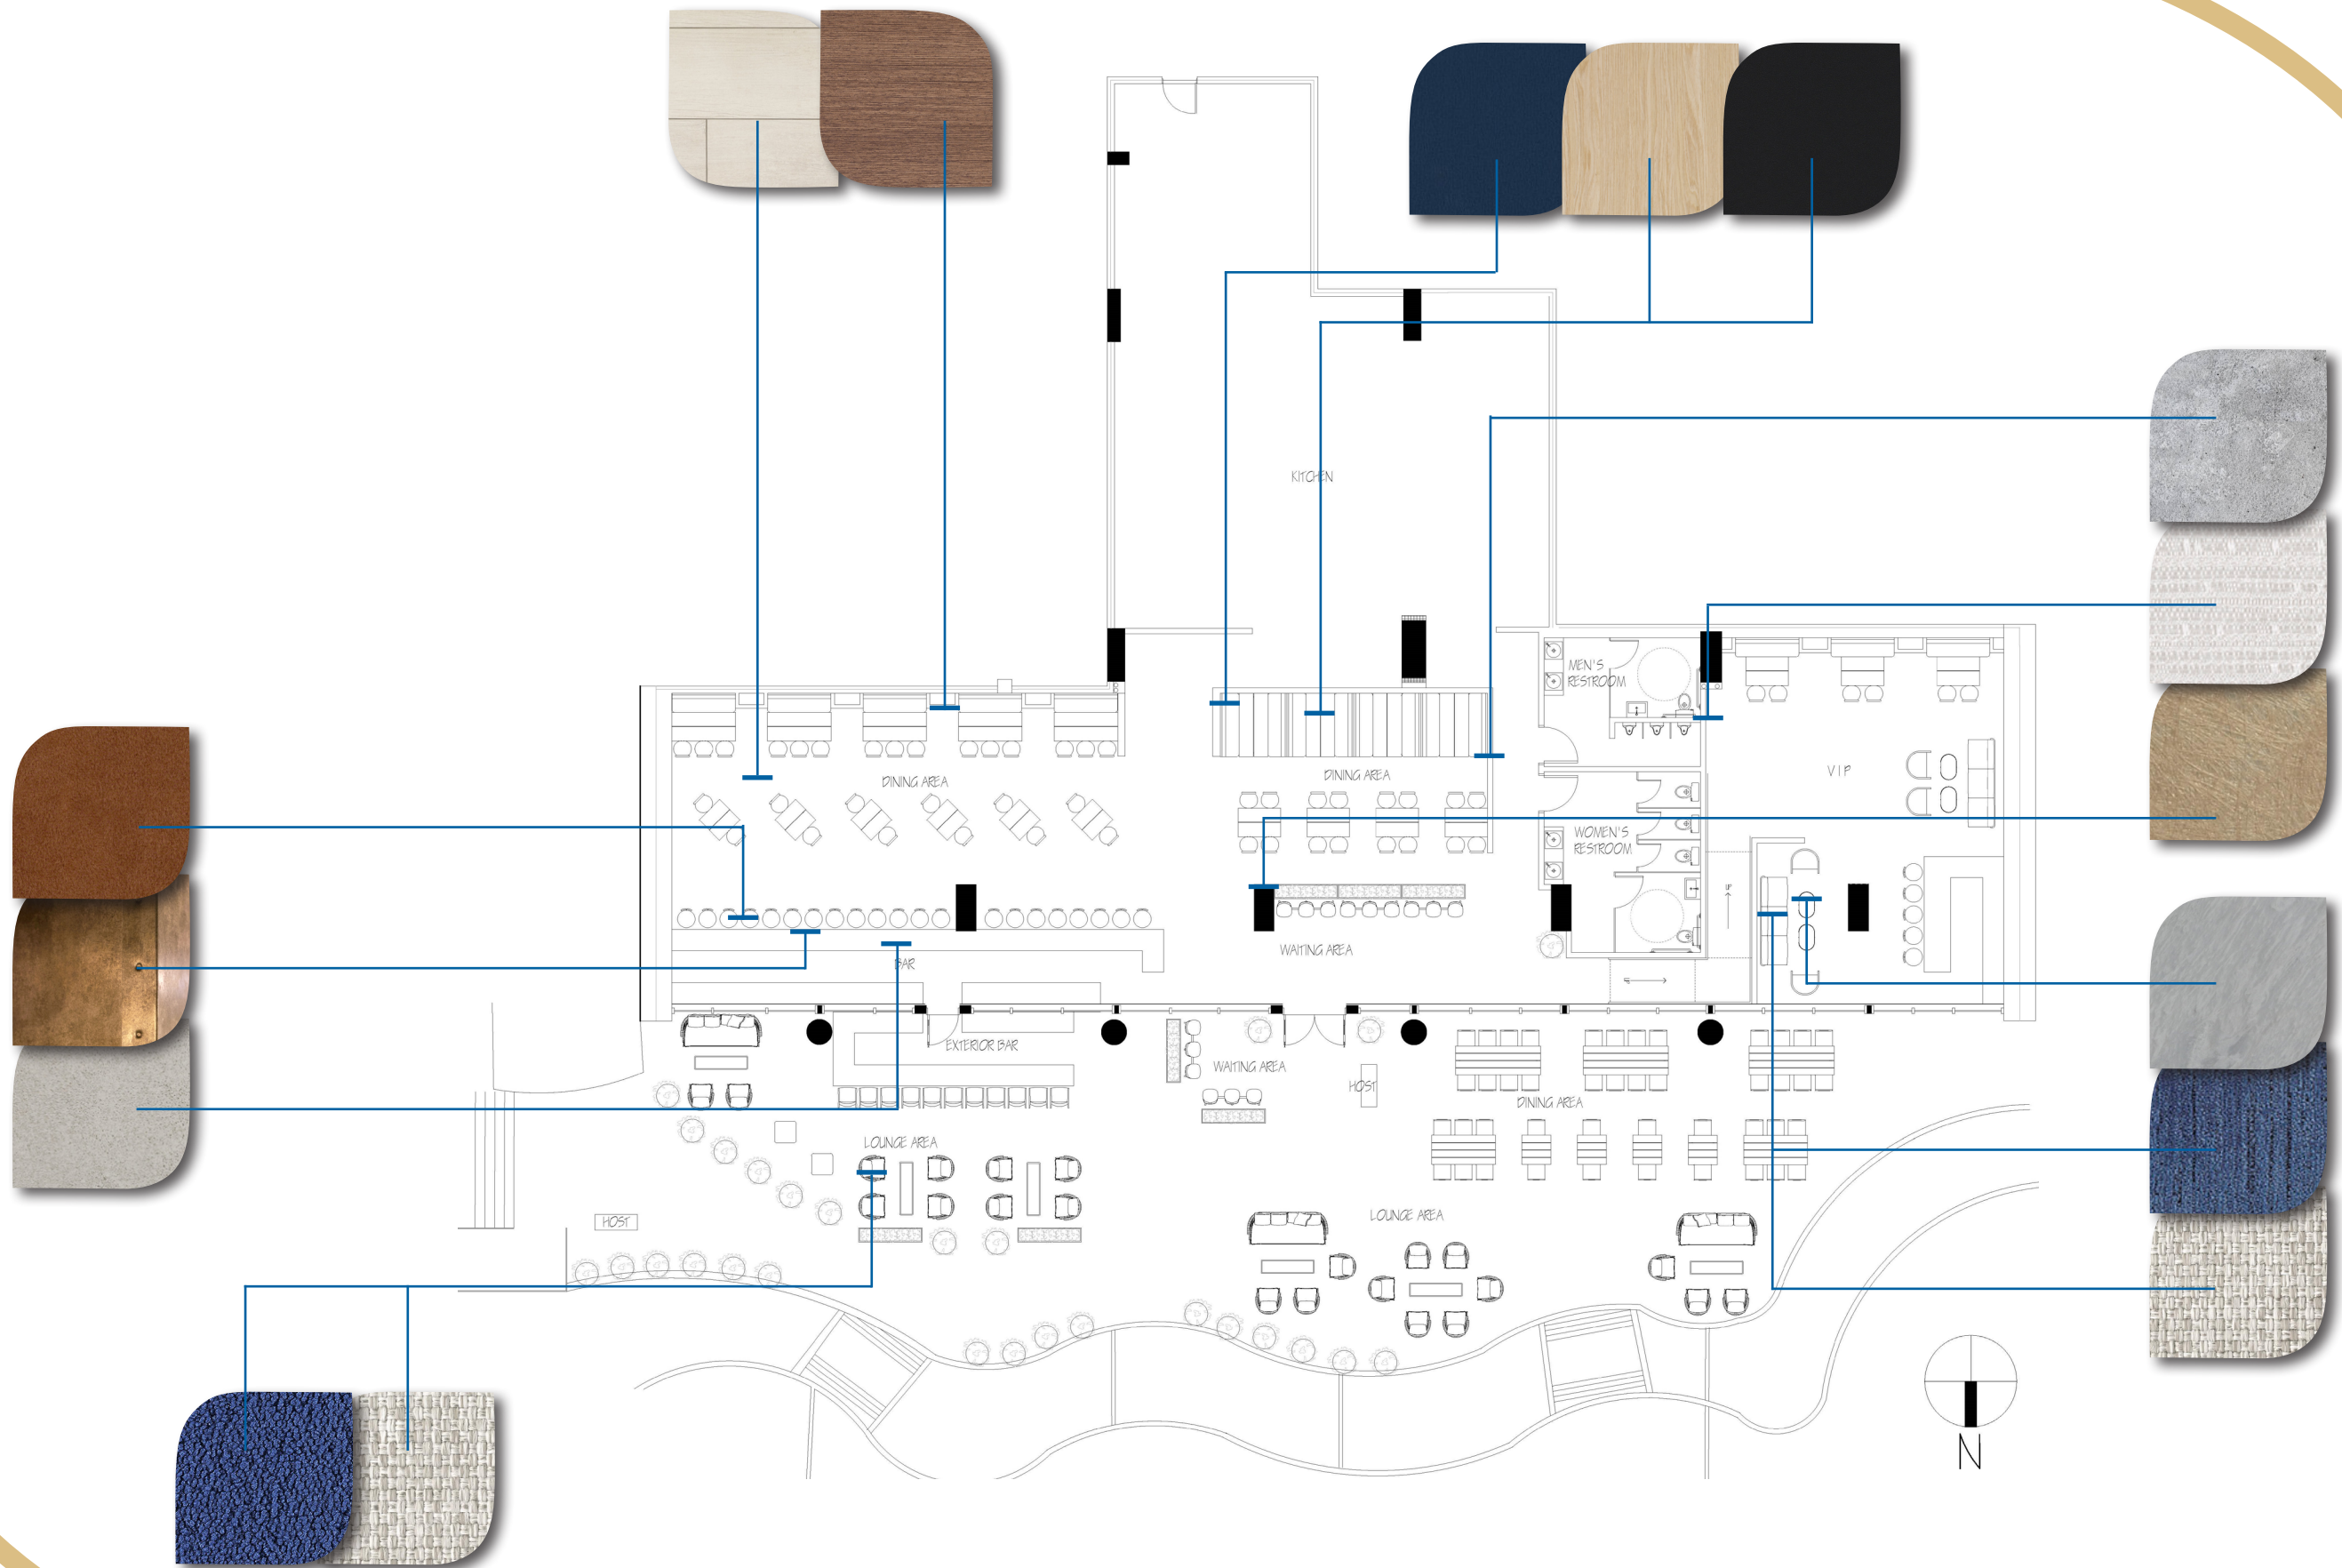 KITCHEN
MEN'S
RESTROOM
DINING AREA
DINING AREA
VIP
WOMEN'S
RESTROOM
UP
WAITING AREA
BAR
EXTERIOR BAR
WAITING AREA
HOST
DINING AREA
LOUNGE AREA
HOST
LOUNGE AREA
N